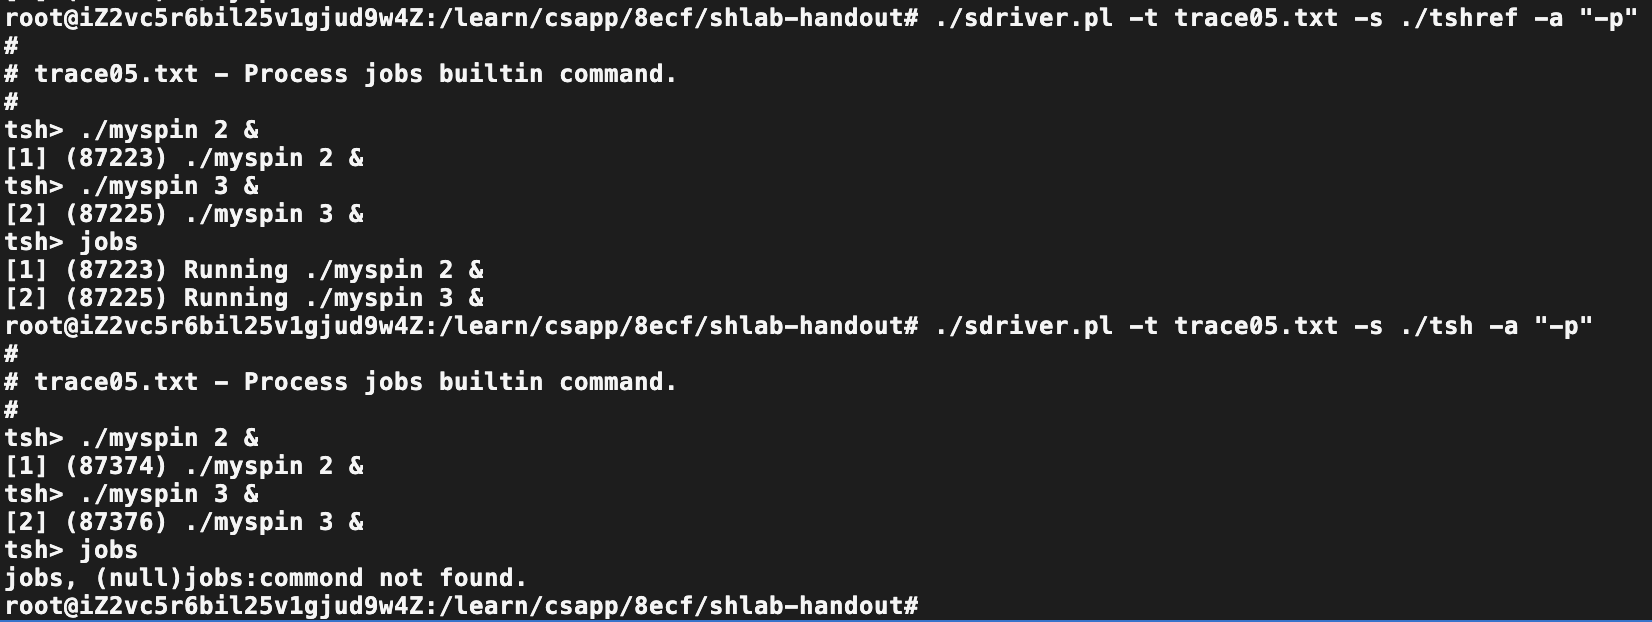 root@iZ2vc5r6bil25v1gjud9w4Z:/learn/csapp/8ecf/shlab-handout# ./sdriver.pl -t trace05.txt -s ./tshref -a "-p"
#
# trace05.txt - Process jobs builtin command.
#
tsh> ./myspin 2 &
[1] (87223) ./myspin 2 &
tsh> ./myspin 3 &
[2] (87225) ./myspin 3 &
tsh> jobs
[1] (87223) Running ./myspin 2 &
[2] (87225) Running ./myspin 3 &
root@iZ2vc5r6bil25v1gjud9w4Z:/learn/csapp/8ecf/shlab-handout# ./sdriver.pl -t trace05.txt -s ./tsh -a "-p"
#
# trace05.txt - Process jobs builtin command.
#
tsh> ./myspin 2 &
[1] (87374) ./myspin 2 &
tsh> ./myspin 3 &
[2] (87376) ./myspin 3 &
tsh> jobs
jobs, (null)jobs:commond not found.
root@iZ2vc5r6bil25v1gjud9w4Z:/learn/csapp/8ecf/shlab-handout#